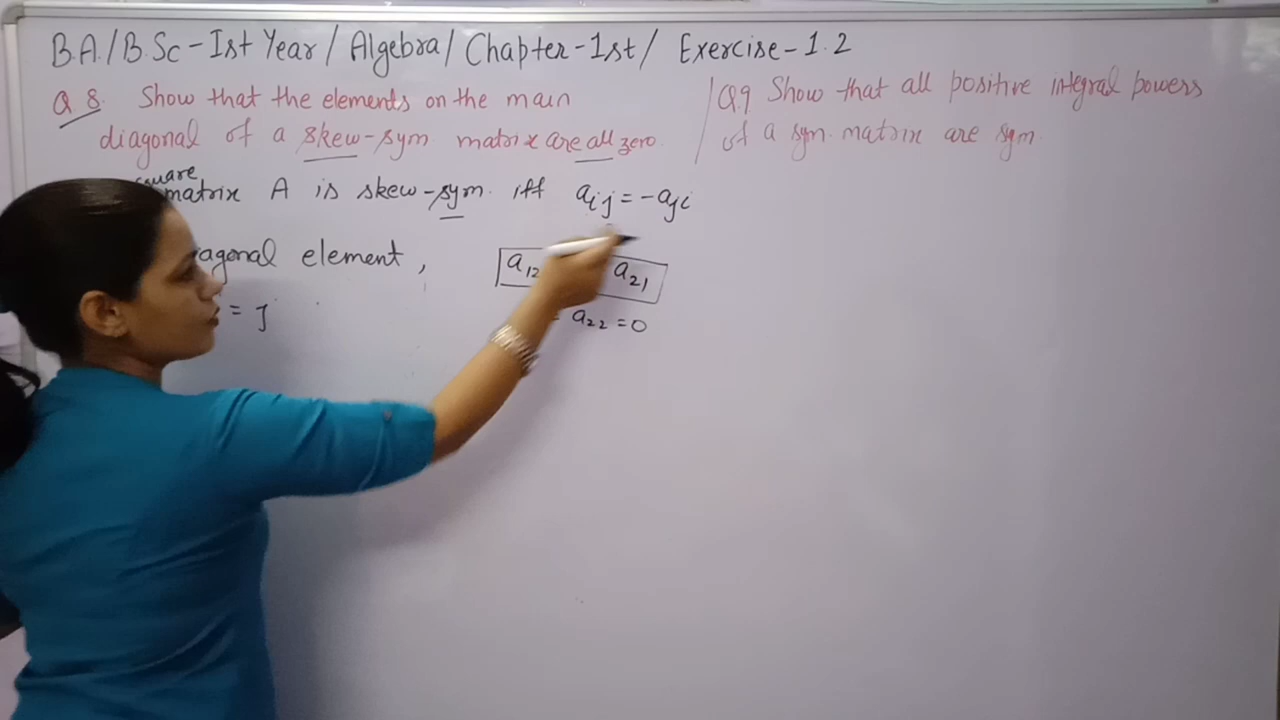 B.A./B.Sc-Ist Year/Algebra/Chapter-1st/ Exercise-1.2
Q 8. Show that the elements on the main
diagonal of a skew-sym matrix are all zero.
Q.9 Show that all positive integral powers
of a sym. matrix are sym.
square
matrix A is skew-sym. iff aij = -aji
agonal element,
a12 a21
= j
= a22 = 0